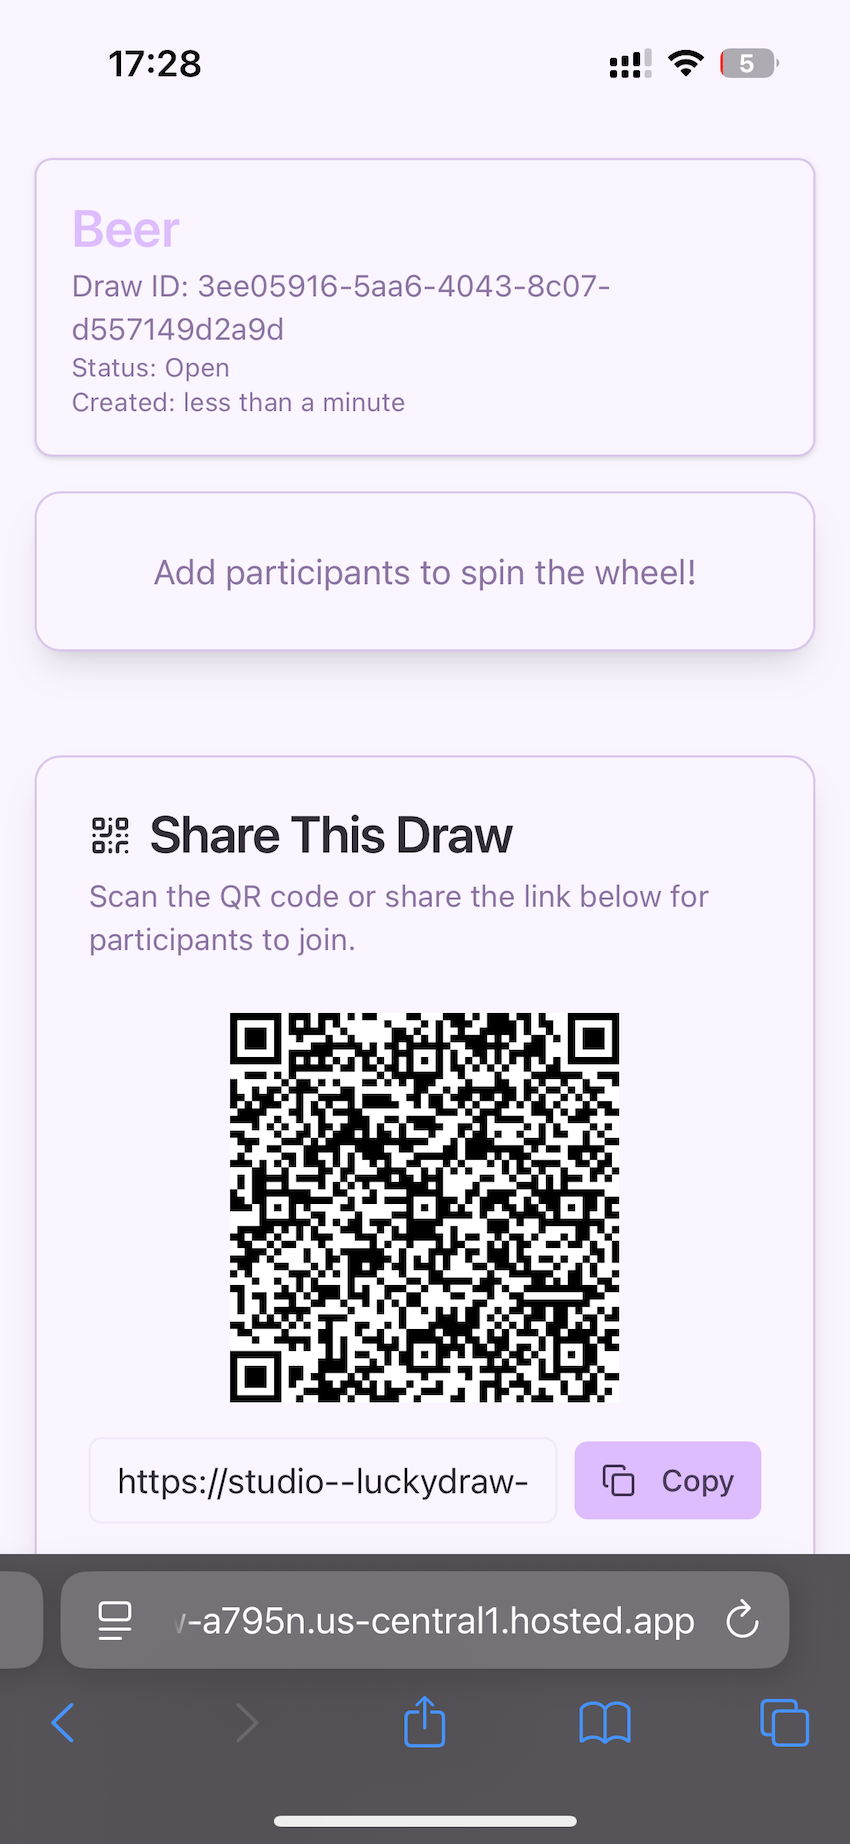 17:28
5
Beer
Draw ID: 3ee05916-5aa6-4043-8c07-
d557149d2a9d
Status: Open
Created: less than a minute
Add participants to spin the wheel!
Share This Draw
Scan the QR code or share the link below for
participants to join.
https://studio--luckydraw-
Copy
-a795n.us-central1.hosted.app